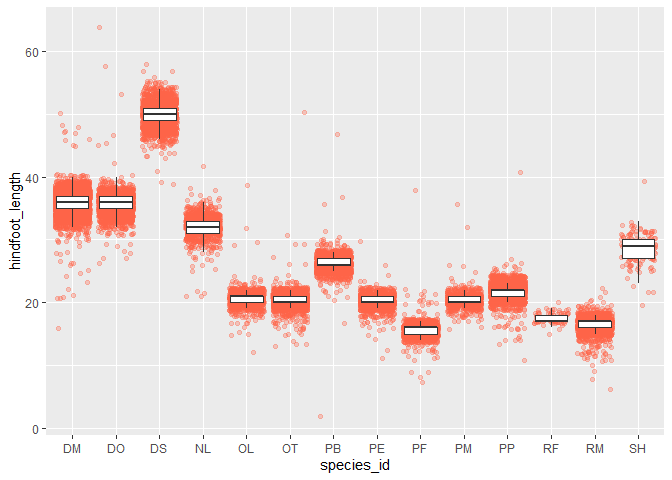 60
40
20
0
hindfoot_length
DM DO DS NL OL OT PB PE PF PM PP RF RM SH
species_id